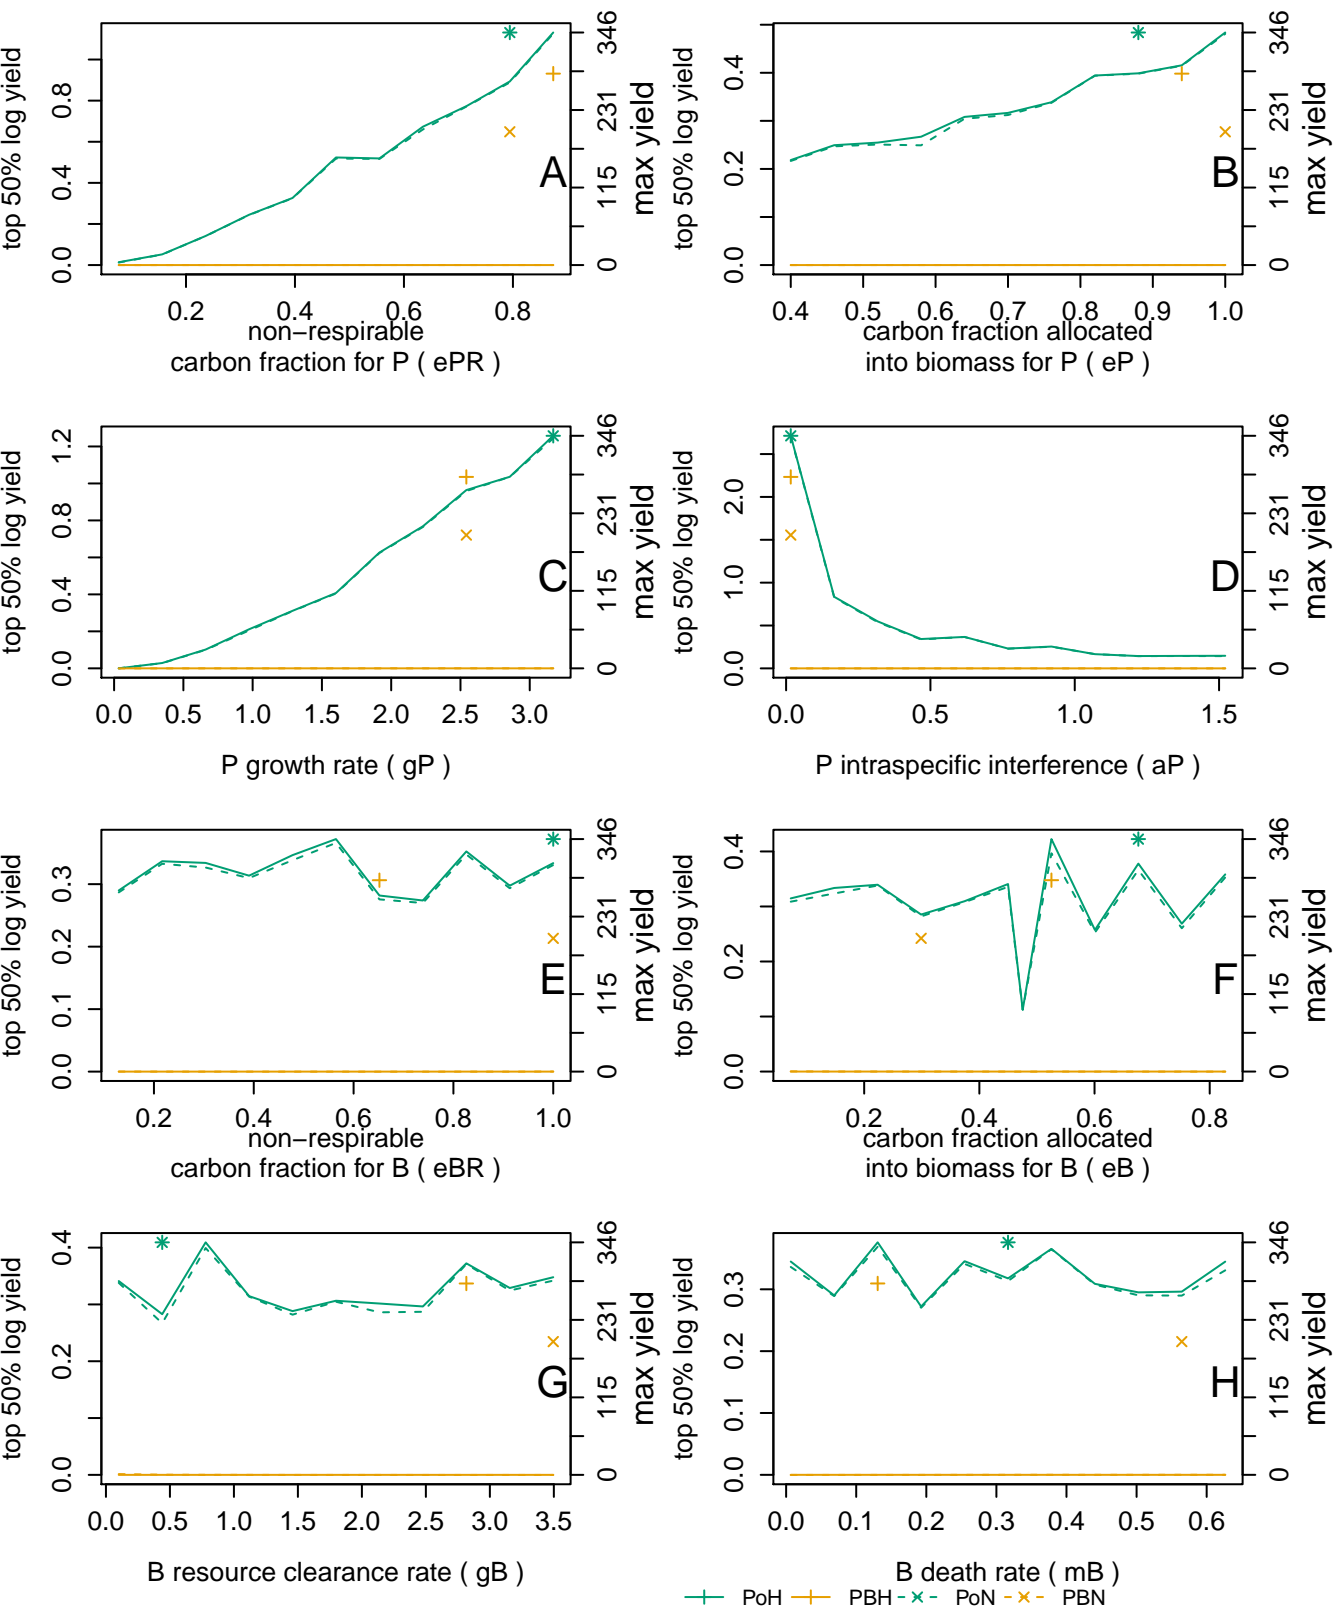 top 50% log yield
0.0 0.4 0.8
0 115 231 346
max yield
A
0.2 0.4 0.6 0.8
non−respirable
carbon fraction for P ( ePR )
top 50% log yield
0.0 0.2 0.4
0 115 231 346
max yield
B
0.4 0.5 0.6 0.7 0.8 0.9 1.0
carbon fraction allocated
into biomass for P ( eP )
top 50% log yield
0.0 0.4 0.8 1.2
0 115 231 346
max yield
C
0.0 0.5 1.0 1.5 2.0 2.5 3.0
P growth rate ( gP )
top 50% log yield
0.0 1.0 2.0
0 115 231 346
max yield
D
0.0 0.5 1.0 1.5
P intraspecific interference ( aP )
top 50% log yield
0.0 0.1 0.2 0.3
0 115 231 346
max yield
E
0.2 0.4 0.6 0.8 1.0
non−respirable
carbon fraction for B ( eBR )
top 50% log yield
0.0 0.2 0.4
0 115 231 346
max yield
F
0.2 0.4 0.6 0.8
carbon fraction allocated
into biomass for B ( eB )
top 50% log yield
0.0 0.2 0.4
0 115 231 346
max yield
G
0.0 0.5 1.0 1.5 2.0 2.5 3.0 3.5
B resource clearance rate ( gB )
top 50% log yield
0.0 0.1 0.2 0.3
0 115 231 346
max yield
H
0.0 0.1 0.2 0.3 0.4 0.5 0.6
B death rate ( mB )
PoH PBH PoN PBN